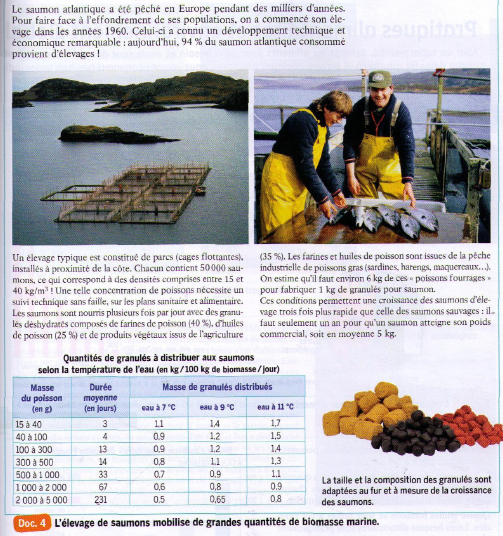 Le saumon atlantique a été pêché en Europe pendant des milliers d'années.
Pour faire face à l'effondrement de ses populations, on a commencé son éle-
vage dans les années 1960. Celui-ci a connu un développement technique et
économique remarquable : aujourd'hui, 94 % du saumon atlantique consommé
provient d'élevages !
Un élevage typique est constitué de parcs (cages flottantes),
installés à proximité de la côte. Chacun contient 50 000 sau-
mons, ce qui correspond à des densités comprises entre 15 et
40 kg/m³ ! Une telle concentration de poissons nécessite un
suivi technique sans faille, sur les plans sanitaire et alimentaire.
Les saumons sont nourris plusieurs fois par jour avec des granu-
lés déshydratés composés de farines de poisson (40 %), d'huiles
de poisson (25 %) et de produits végétaux issus de l'agriculture
(35 %). Les farines et huiles de poisson sont issues de la pêche
industrielle de poissons gras (sardines, harengs, maquereaux...).
On estime qu'il faut environ 6 kg de ces « poissons fourrages »
pour fabriquer 1 kg de granulés pour saumon.
Ces conditions permettent une croissance des saumons d'éle-
vage trois fois plus rapide que celle des saumons sauvages : il
faut seulement un an pour qu'un saumon atteigne son poids
commercial, soit en moyenne 5 kg.
Quantités de granulés à distribuer aux saumons
selon la température de l'eau (en kg/100 kg de biomasse/jour)
Masse du poisson (en g) Durée moyenne (en jours) Masse de granulés distribués
eau à 7 °C eau à 9 °C eau à 11 °C
15 à 40 3 1,1 1,4 1,7
40 à 100 4 0,9 1,2 1,5
100 à 300 13 0,9 1,2 1,4
300 à 500 14 0,8 1,1 1,3
500 à 1 000 33 0,7 0,9 1,1
1 000 à 2 000 67 0,6 0,8 0,9
2 000 à 5 000 231 0,5 0,65 0,8
La taille et la composition des granulés sont
adaptées au fur et à mesure de la croissance
des saumons.
Doc. 4 L'élevage de saumons mobilise de grandes quantités de biomasse marine.